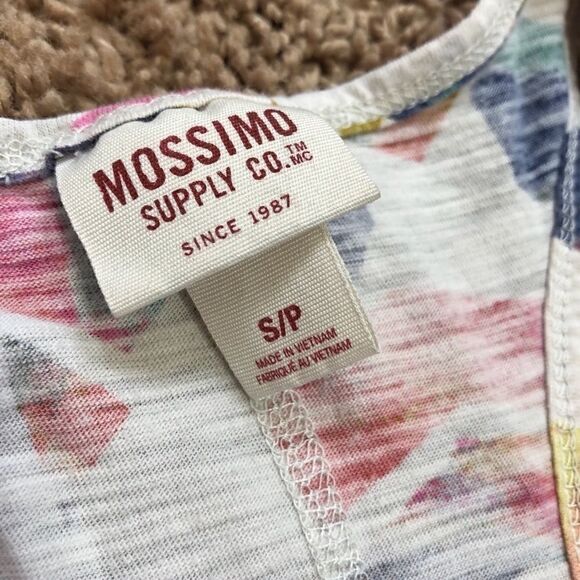 MOSSIMO
SUPPLY CO.™ MC
SINCE 1987
S/P
MADE IN VIETNAM
FABRIQUÉ AU VIETNAM